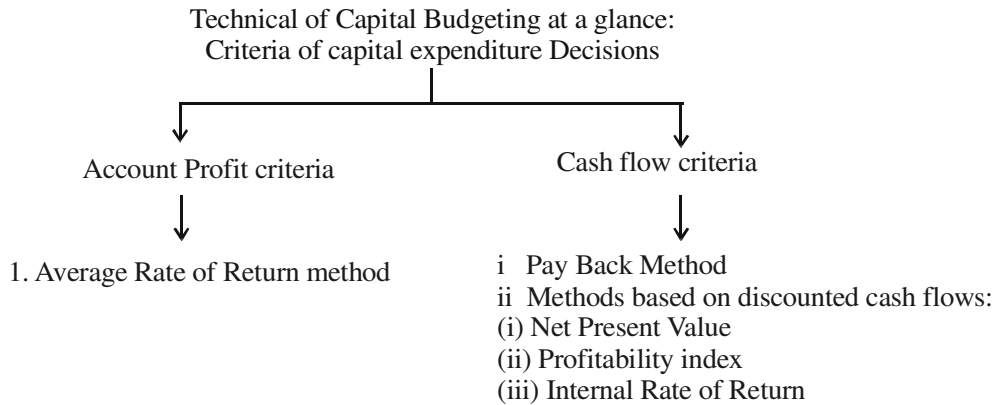 Technical of Capital Budgeting at a glance:
Criteria of capital expenditure Decisions
Account Profit criteria
Cash flow criteria
1. Average Rate of Return method
i Pay Back Method
ii Methods based on discounted cash flows:
(i) Net Present Value
(ii) Profitability index
(iii) Internal Rate of Return